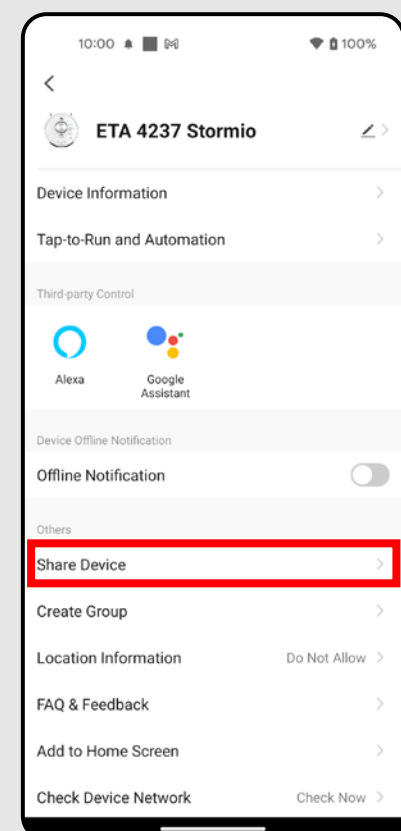 10:00 100%
ETA 4237 Stormio
Device Information
Tap-to-Run and Automation
Third-party Control
Alexa Google
Assistant
Device Offline Notification
Offline Notification
Others
Share Device
Create Group
Location Information Do Not Allow
FAQ & Feedback
Add to Home Screen
Check Device Network Check Now